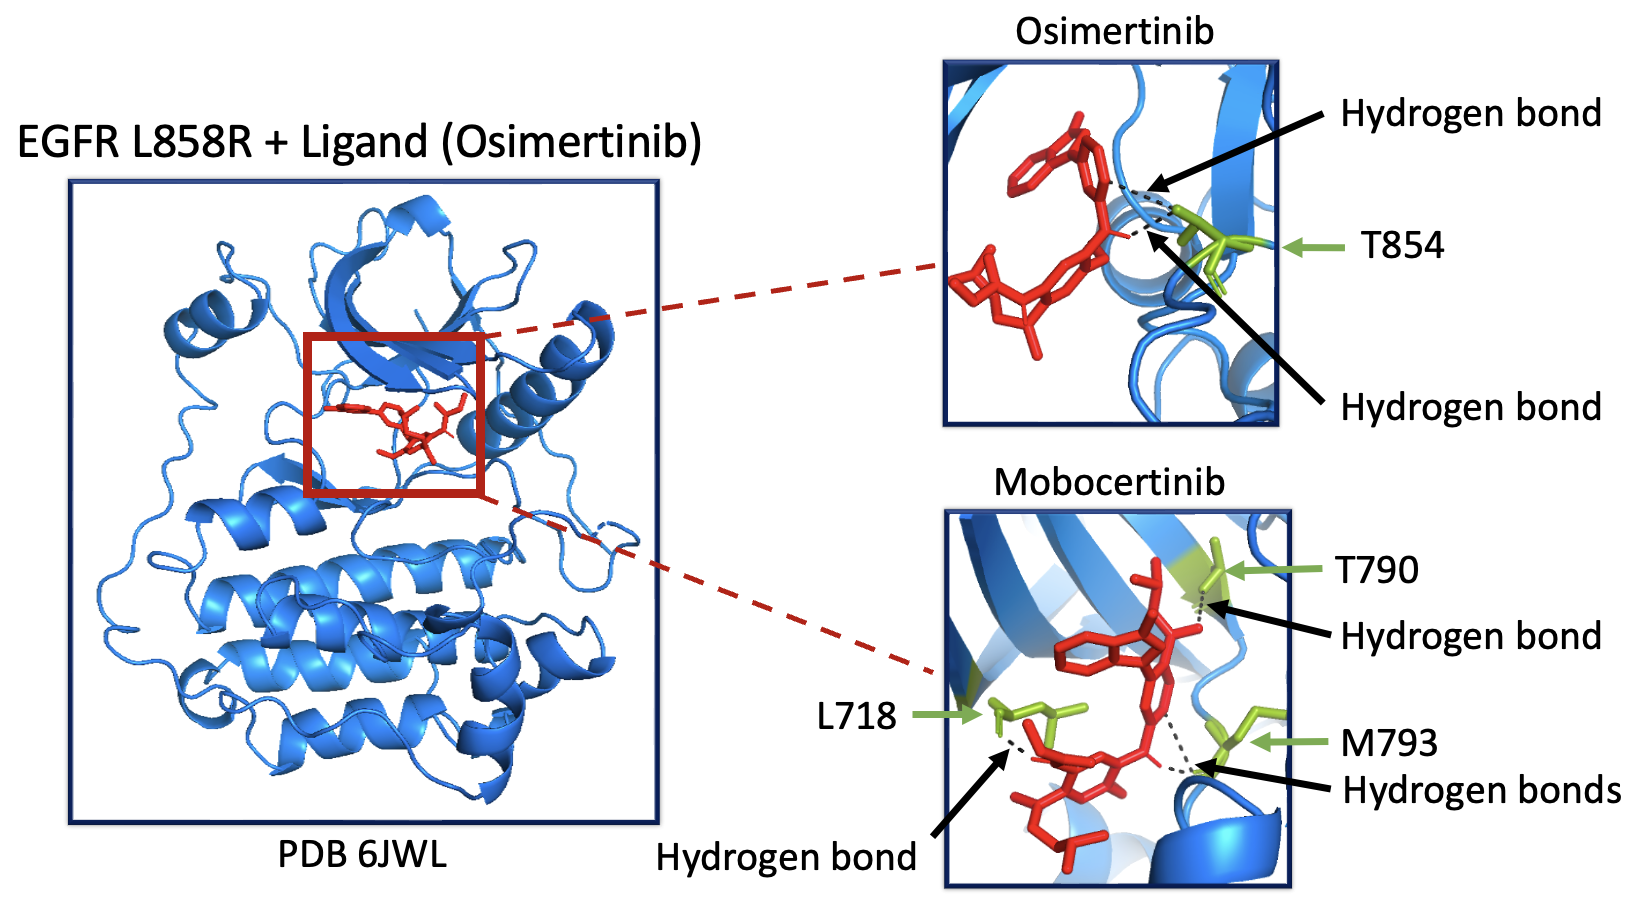 EGFR L858R + Ligand (Osimertinib)
PDB 6JWL
Osimertinib
Hydrogen bond
T854
Hydrogen bond
Mobocertinib
T790
Hydrogen bond
L718
M793
Hydrogen bonds
Hydrogen bond